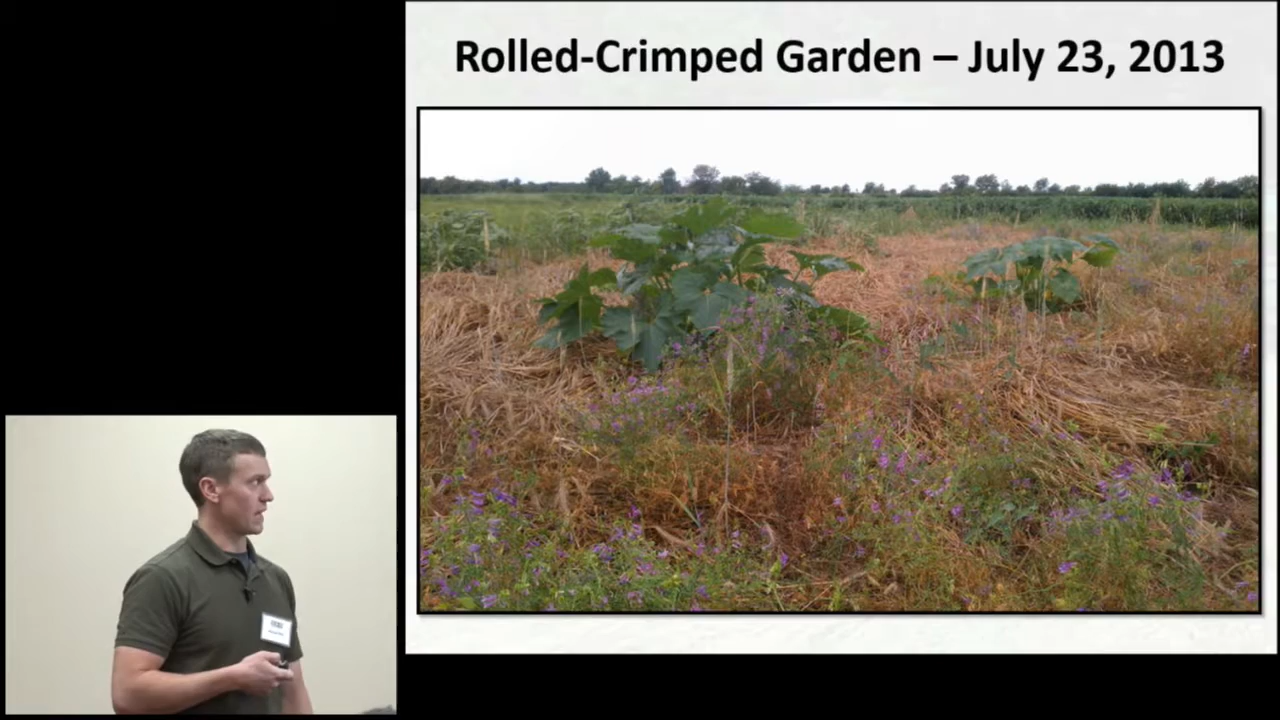 Rolled-Crimped Garden – July 23, 2013